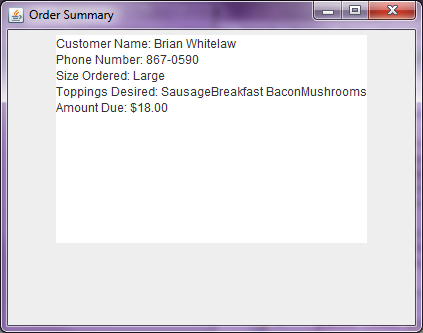 Order Summary
Customer Name: Brian Whitelaw
Phone Number: 867-0590
Size Ordered: Large
Toppings Desired: SausageBreakfast BaconMushrooms
Amount Due: $18.00